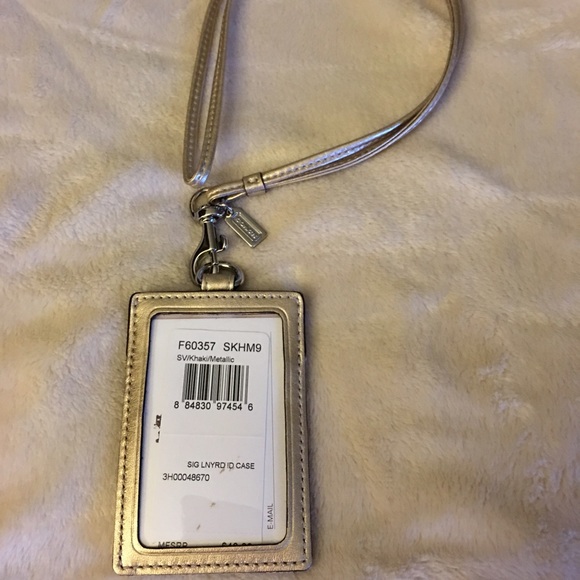 F60357 SKHM9
SV/Khaki/Metallic
8 84830 97454 6
SIG LNYRD ID CASE
3H00048670
E-MAIL